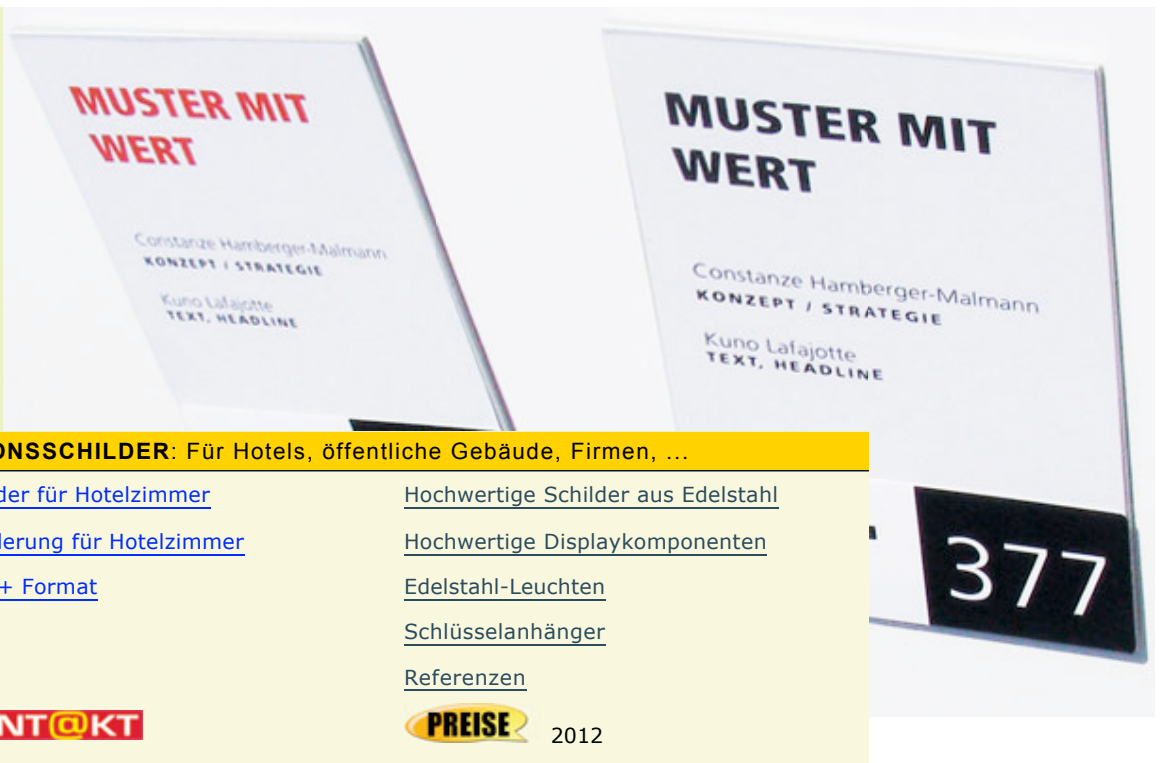 MUSTER MIT
WERT
Constanze Hamberger-Malmann
KONZEPT / STRATEGIE
Kuno Lafajotte
TEXT, HEADLINE
MUSTER MIT
WERT
Constanze Hamberger-Malmann
KONZEPT / STRATEGIE
Kuno Lafajotte
TEXT, HEADLINE
377
ONSSCHILDER: Für Hotels, öffentliche Gebäude, Firmen, ...
der für Hotelzimmer
derung für Hotelzimmer
+ Format
Hochwertige Schilder aus Edelstahl
Hochwertige Displaykomponenten
Edelstahl-Leuchten
Schlüsselanhänger
Referenzen
NT@KT
PREISE 2012